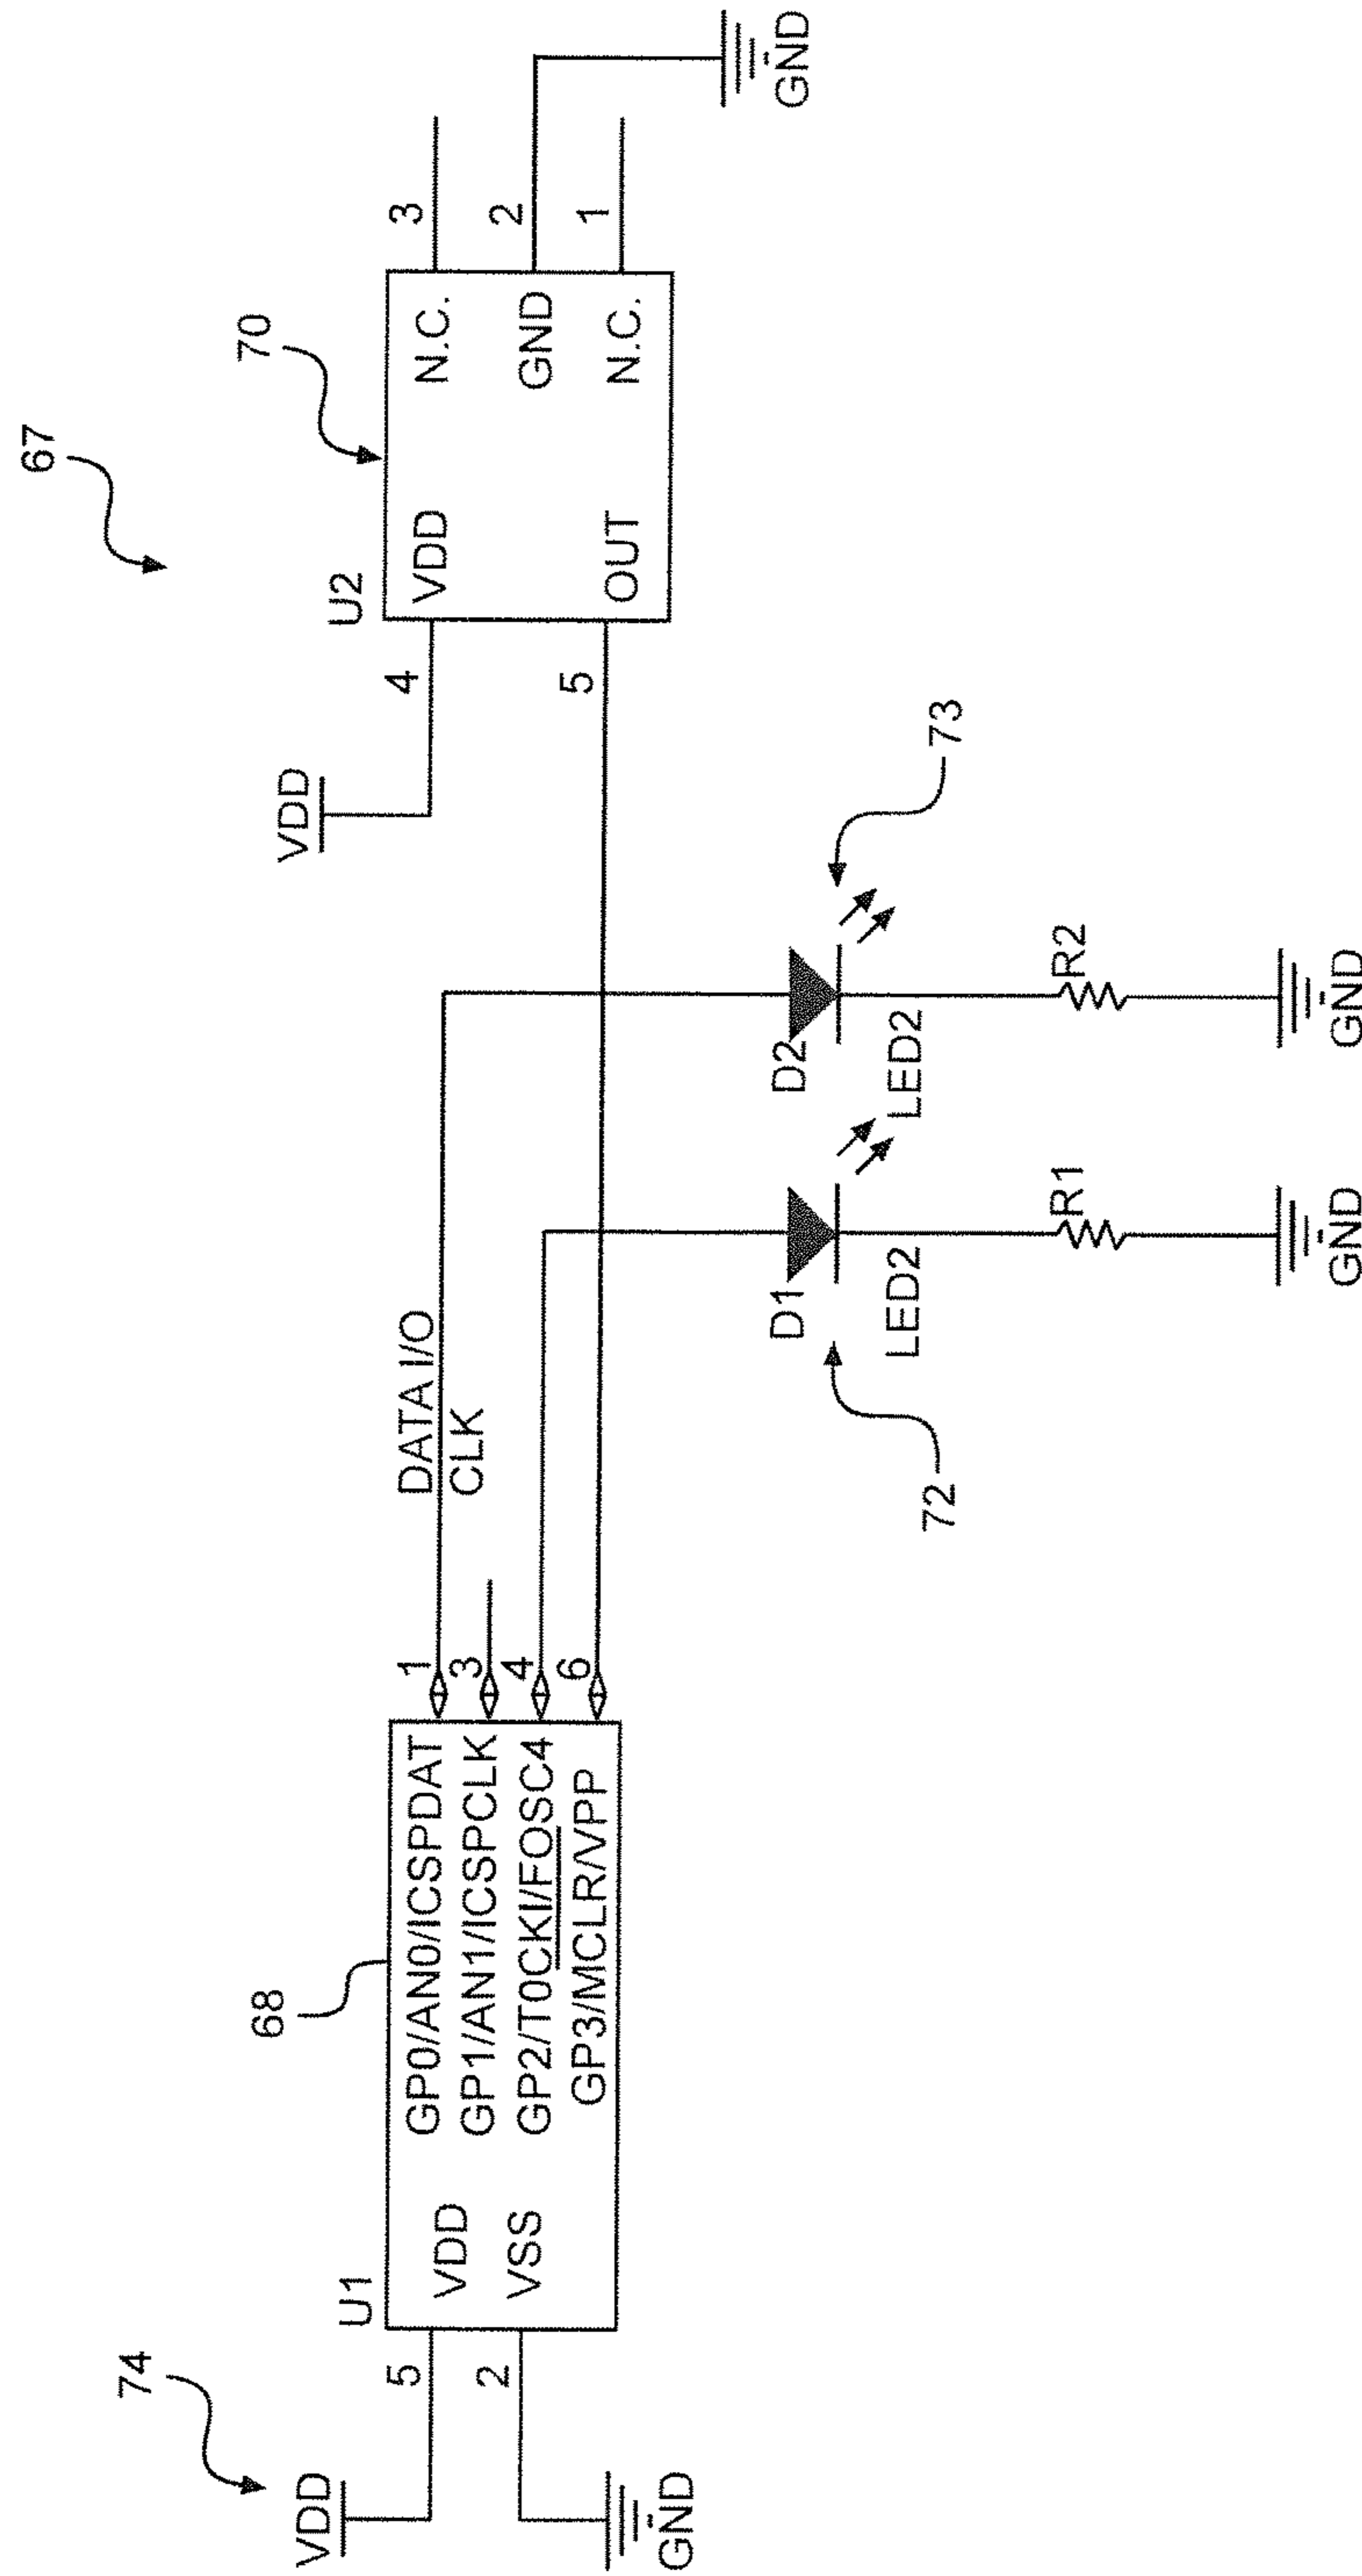 67
74
VDD
5
2
GND
U1
68
VDD
VSS
GP0/AN0/ICSPDAT
GP1/AN1/ICSPCLK
GP2/T0CKI/FOSC4
GP3/MCLR/VPP
1
3
4
6
DATA I/O
CLK
72
D1
LED2
R1
GND
D2
LED2
R2
GND
73
VDD
4
5
U2
70
VDD
OUT
N.C.
GND
N.C.
3
2
1
GND